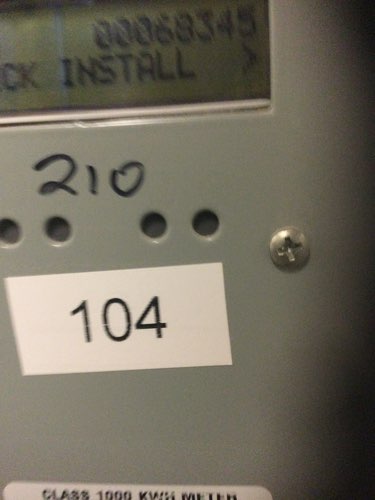 00068345
CK INSTALL >
210
104
CLASS 1000 KWH METER